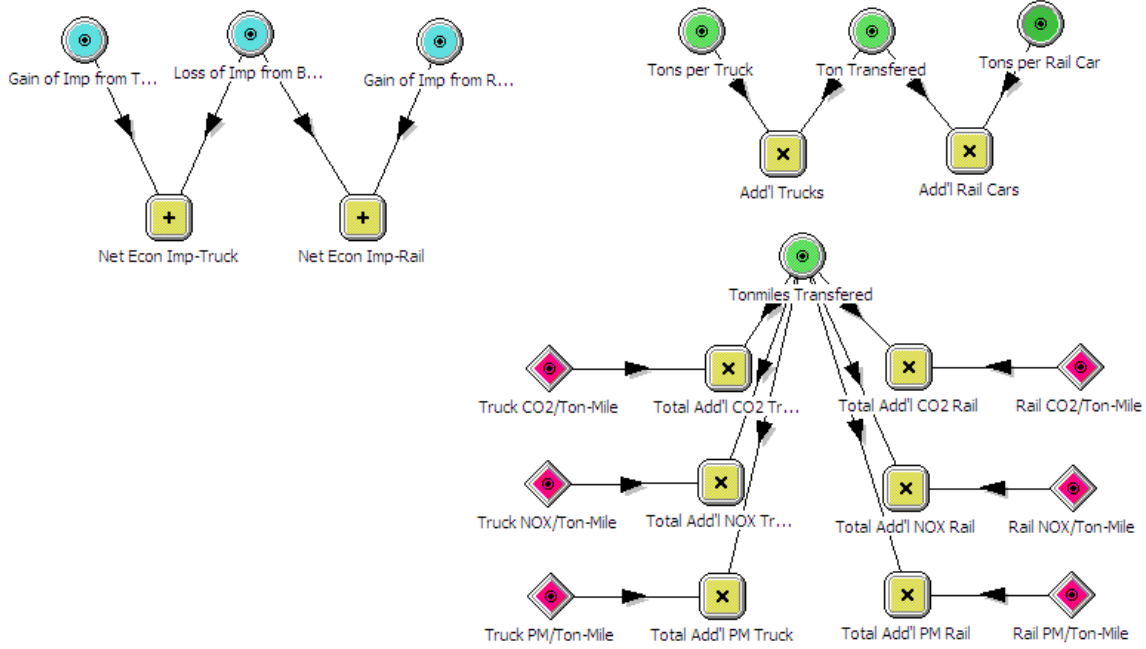 Gain of Imp from T...
Loss of Imp from B...
Gain of Imp from R...
Net Econ Imp-Truck
Net Econ Imp-Rail
Tons per Truck
Ton Transfered
Tons per Rail Car
Add'l Trucks
Add'l Rail Cars
Tonmiles Transfered
Truck CO2/Ton-Mile
Total Add'l CO2 Tr...
Total Add'l CO2 Rail
Rail CO2/Ton-Mile
Truck NOX/Ton-Mile
Total Add'l NOX Tr...
Total Add'l NOX Rail
Rail NOX/Ton-Mile
Truck PM/Ton-Mile
Total Add'l PM Truck
Total Add'l PM Rail
Rail PM/Ton-Mile